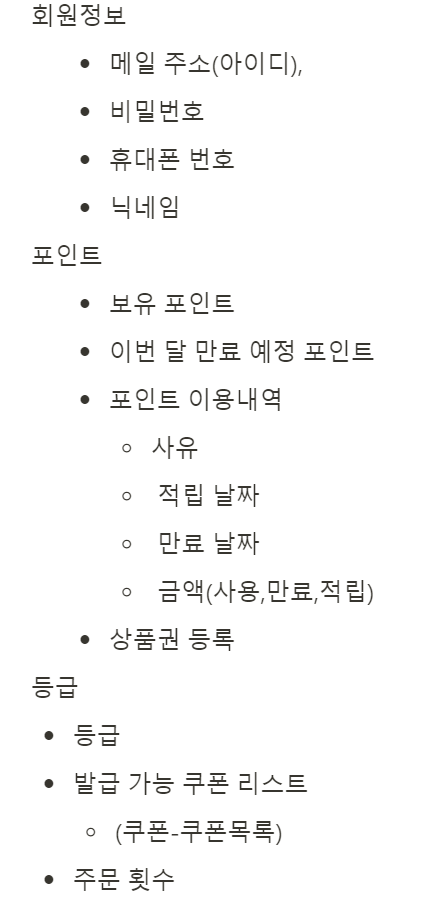 회원정보
메일 주소(아이디),
비밀번호
휴대폰 번호
닉네임
포인트
보유 포인트
이번 달 만료 예정 포인트
포인트 이용내역
사유
적립 날짜
만료 날짜
금액(사용,만료,적립)
상품권 등록
등급
등급
발급 가능 쿠폰 리스트
(쿠폰-쿠폰목록)
주문 횟수